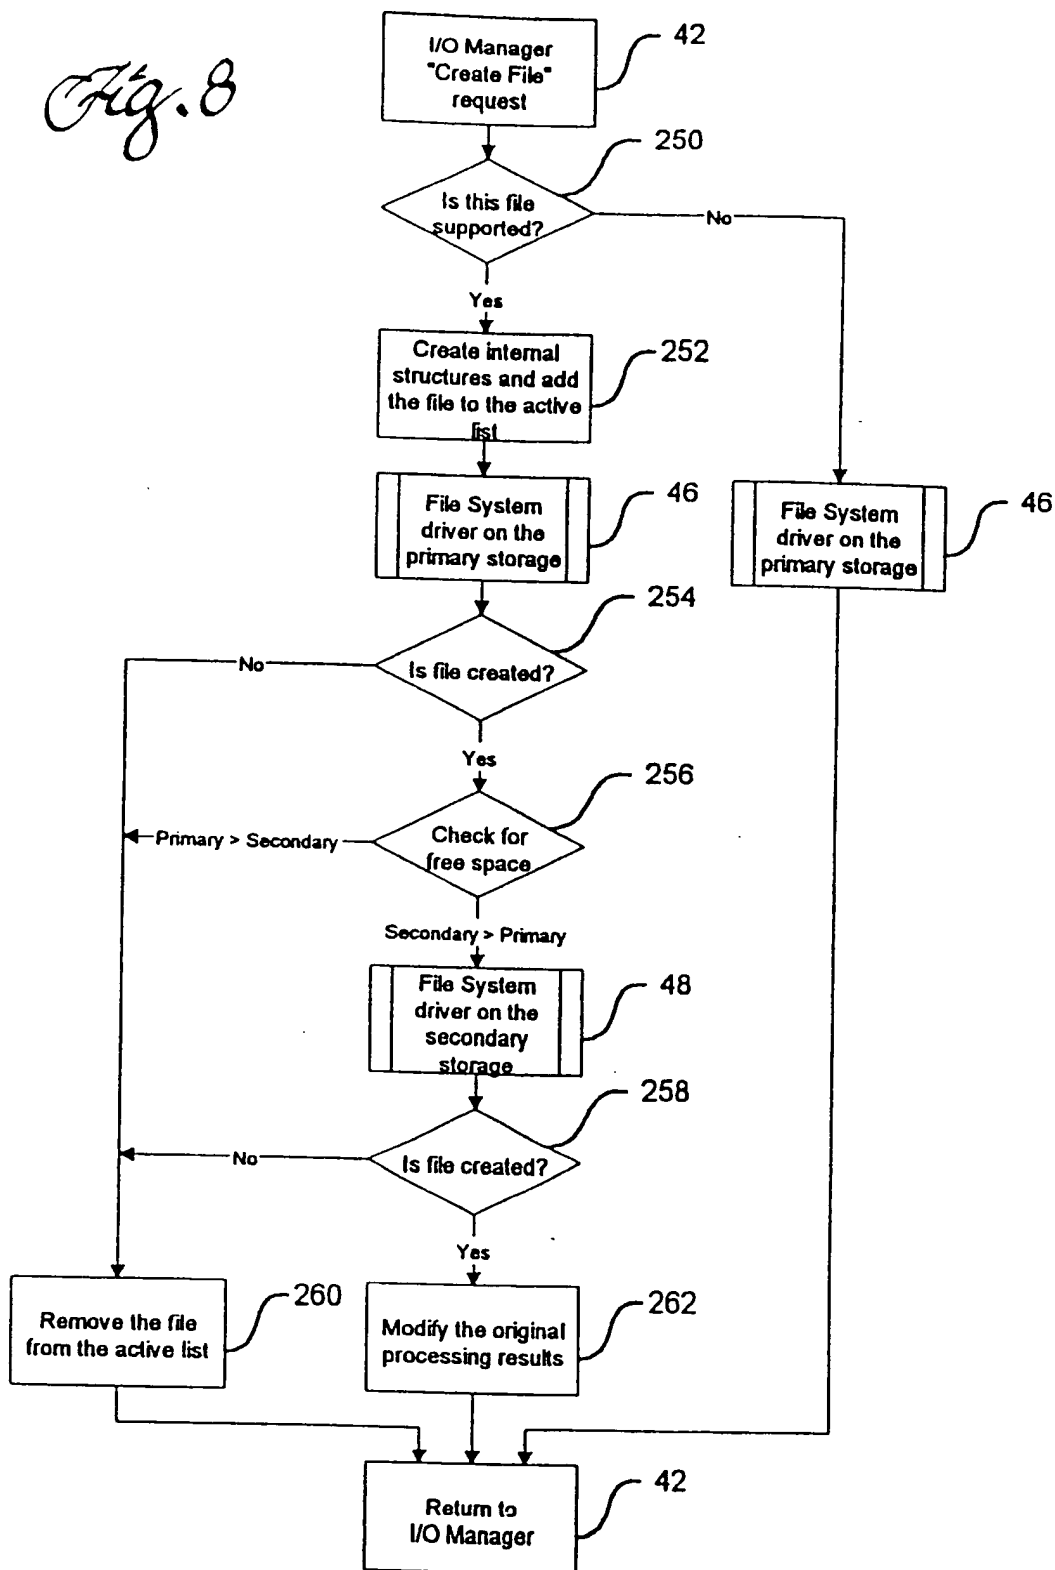 Fig. 8
I/O Manager
"Create File"
request
42
250
Is this file
supported?
No
Yes
Create internal
structures and add
the file to the active
list
252
File System
driver on the
primary storage
46
File System
driver on the
primary storage
46
254
Is file created?
No
Yes
256
Check for
free space
Primary > Secondary
Secondary > Primary
File System
driver on the
secondary
storage
48
258
Is file created?
No
Yes
Remove the file
from the active list
260
Modify the original
processing results
262
Return to
I/O Manager
42